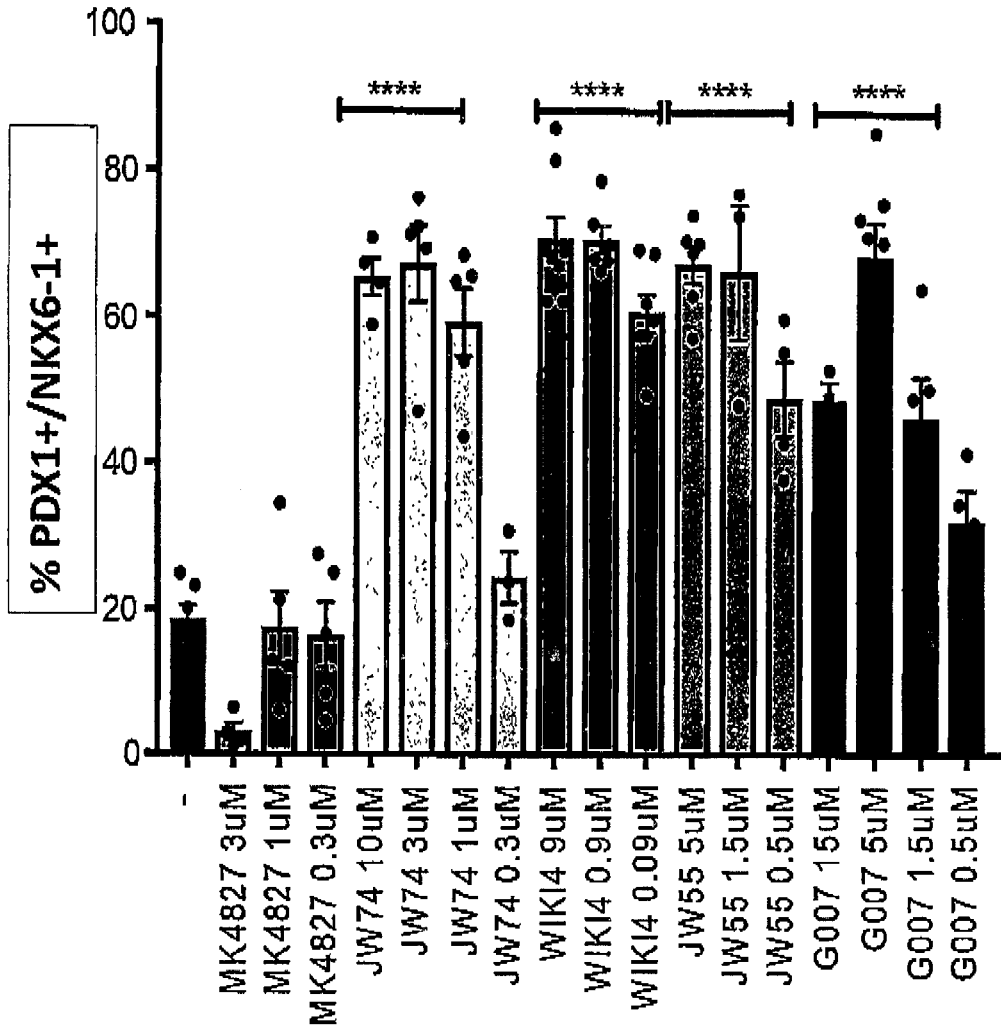 100
80
60
40
20
0
% PDX1+/NKX6-1+
****
****
****
****
-
MK4827 3uM
MK4827 1uM
MK4827 0.3uM
JW74 10uM
JW74 3uM
JW74 1uM
JW74 0.3uM
WIKI4 9uM
WIKI4 0.9uM
WIKI4 0.09uM
JW55 5uM
JW55 1.5uM
JW55 0.5uM
G007 15uM
G007 5uM
G007 1.5uM
G007 0.5uM